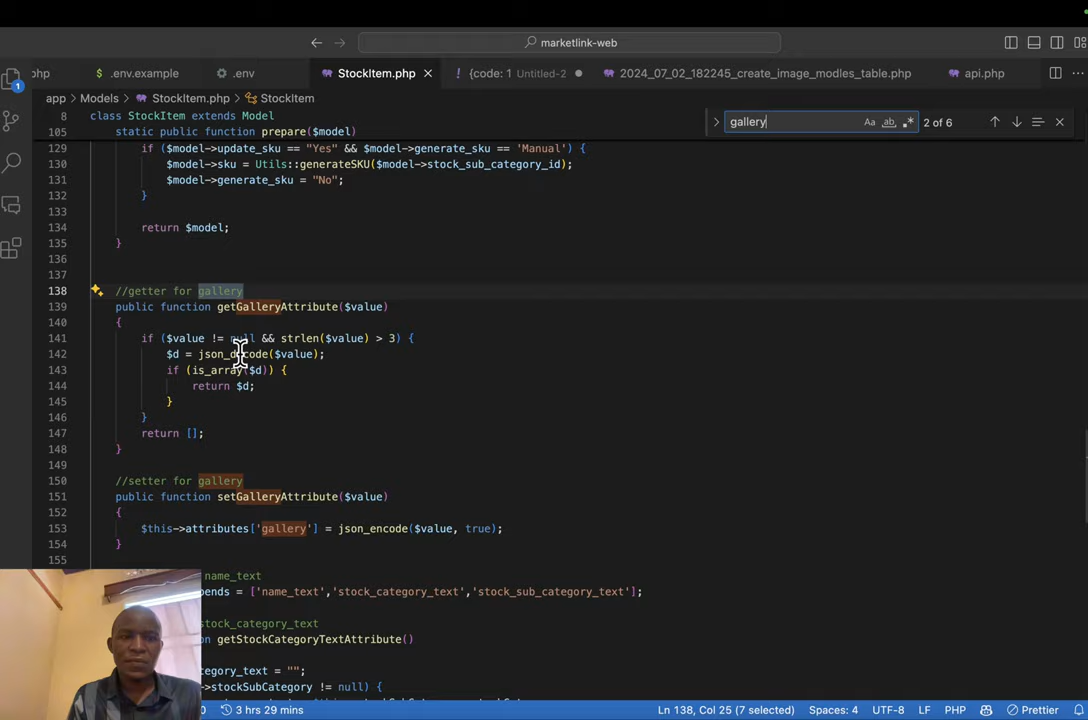 marketlink-web
php
.env.example
.env
StockItem.php
{code: 1 Untitled-2
2024_07_02_182245_create_image_modles_table.php
api.php
app > Models > StockItem.php > StockItem
8 class StockItem extends Model
105 static public function prepare($model)
gallery
Aa ab 2 of 6
129 if ($model->update_sku == "Yes" && $model->generate_sku == 'Manual') {
130 $model->sku = Utils::generateSKU($model->stock_sub_category_id);
131 $model->generate_sku = "No";
132 }
133
134 return $model;
135 }
136
137
138 //getter for gallery
139 public function getGalleryAttribute($value)
140 {
141 if ($value != null && strlen($value) > 3) {
142 $d = json_decode($value);
143 if (is_array($d)) {
144 return $d;
145 }
146 }
147 return [];
148 }
149
150 //setter for gallery
151 public function setGalleryAttribute($value)
152 {
153 $this->attributes['gallery'] = json_encode($value, true);
154 }
155
name_text
pends = ['name_text','stock_category_text','stock_sub_category_text'];
stock_category_text
on getStockCategoryTextAttribute()
ategory_text = "";
->stockSubCategory != null) {
0 3 hrs 29 mins
Ln 138, Col 25 (7 selected) Spaces: 4 UTF-8 LF PHP Prettier